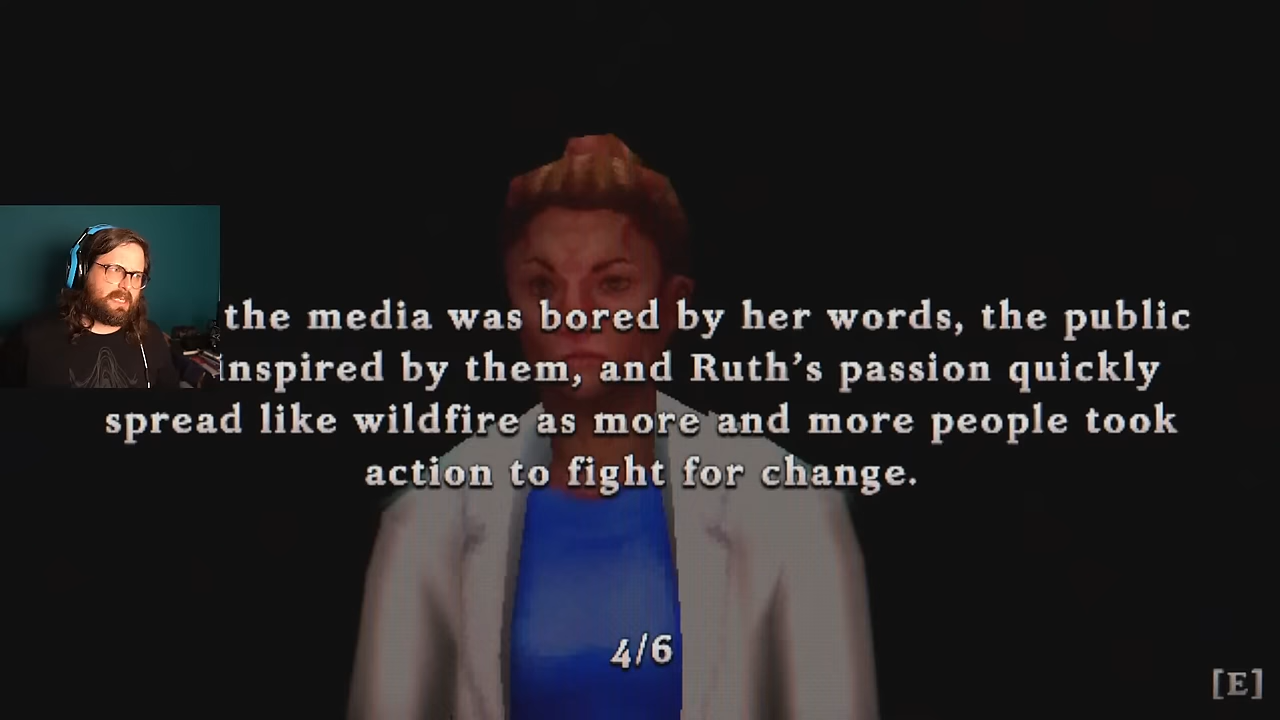 the media was bored by her words, the public
inspired by them, and Ruth's passion quickly
spread like wildfire as more and more people took
action to fight for change.
4/6
[E]